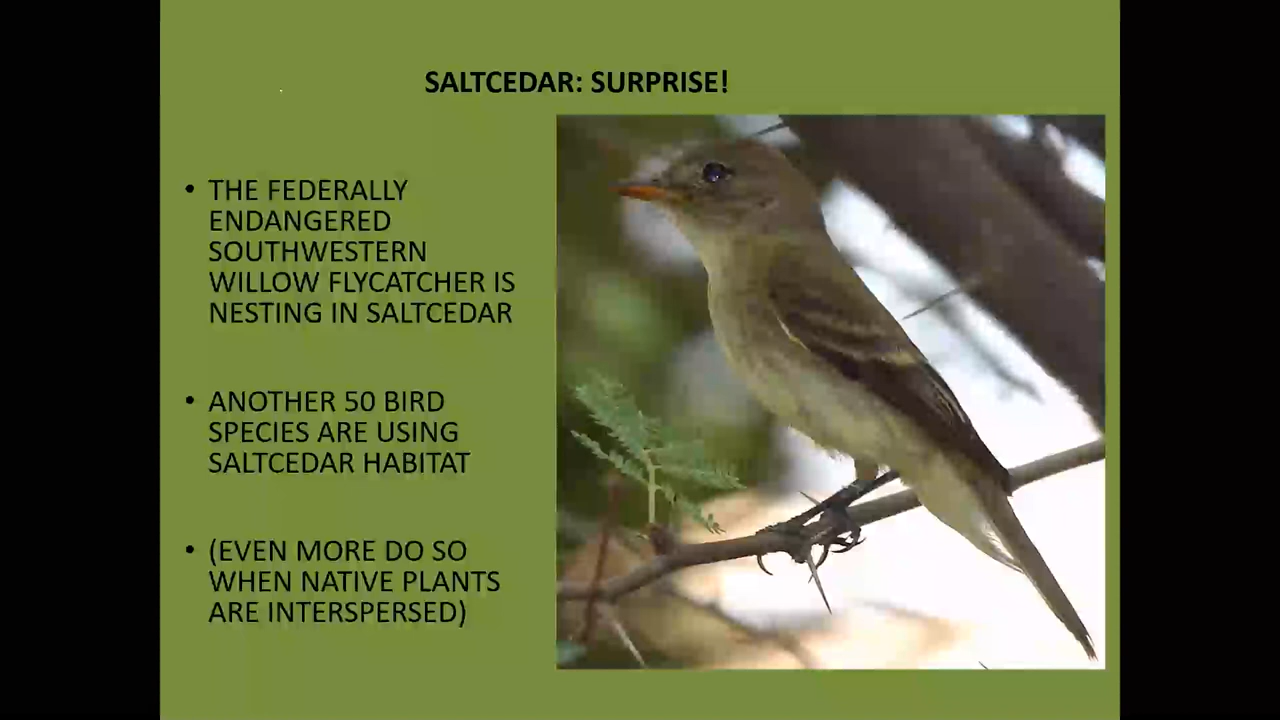 SALTCEDAR: SURPRISE!
• THE FEDERALLY
ENDANGERED
SOUTHWESTERN
WILLOW FLYCATCHER IS
NESTING IN SALTCEDAR
• ANOTHER 50 BIRD
SPECIES ARE USING
SALTCEDAR HABITAT
• (EVEN MORE DO SO
WHEN NATIVE PLANTS
ARE INTERSPERSED)